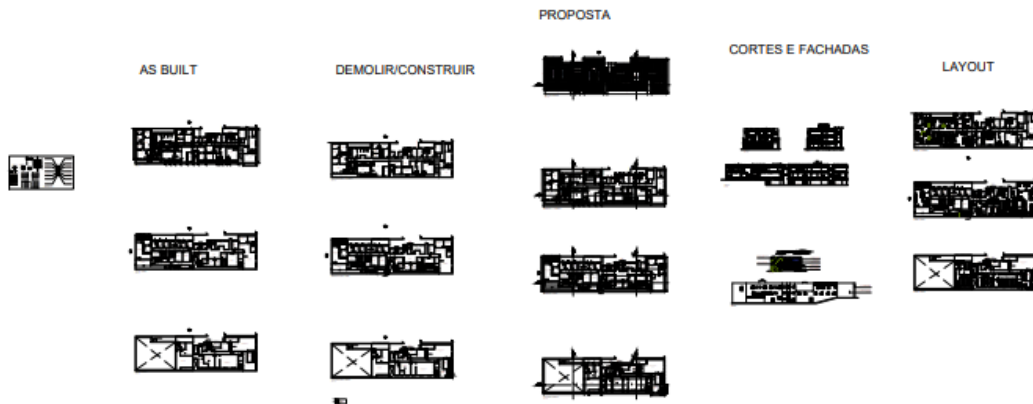 PROPOSTA
CORTES E FACHADAS
AS BUILT
DEMOLIR/CONSTRUIR
LAYOUT